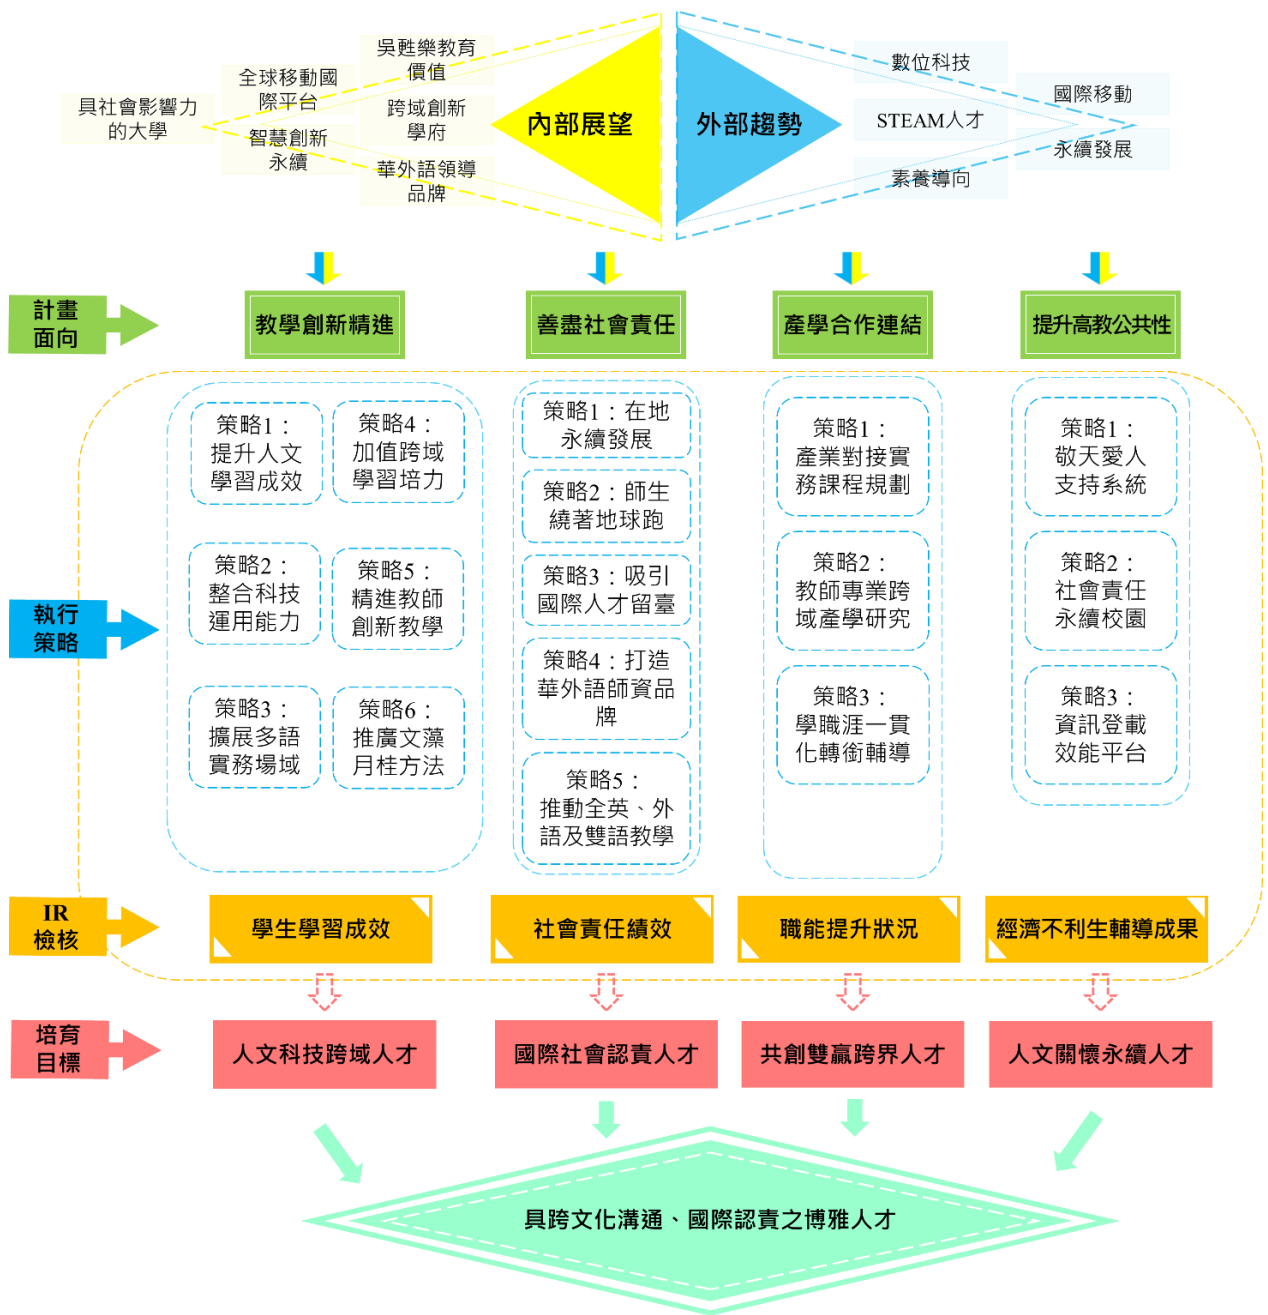 吳甦樂教育
價值
全球移動國
際平台
具社會影響力
的大學
跨域創新
學府
智慧創新
永續
華外語領導
品牌
內部展望
外部趨勢
數位科技
國際移動
STEAM人才
永續發展
素養導向
計畫
面向
教學創新精進
善盡社會責任
產學合作連結
提升高教公共性
執行
策略
策略1：
提升人文
學習成效
策略4：
加值跨域
學習培力
策略2：
整合科技
運用能力
策略5：
精進教師
創新教學
策略3：
擴展多語
實務場域
策略6：
推廣文藻
月桂方法
策略1：在地
永續發展
策略2：師生
繞著地球跑
策略3：吸引
國際人才留臺
策略4：打造
華外語師資品
牌
策略5：
推動全英、外
語及雙語教學
策略1：
產業對接實
務課程規劃
策略2：
教師專業跨
域產學研究
策略3：
學職涯一貫
化轉銜輔導
策略1：
敬天愛人
支持系統
策略2：
社會責任
永續校園
策略3：
資訊登載
效能平台
IR
檢核
學生學習成效
社會責任績效
職能提升狀況
經濟不利生輔導成果
培育
目標
人文科技跨域人才
國際社會認責人才
共創雙贏跨界人才
人文關懷永續人才
具跨文化溝通、國際認責之博雅人才